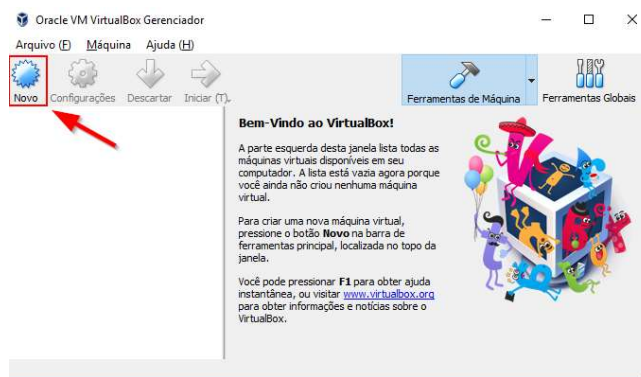 Oracle VM VirtualBox Gerenciador
Arquivo (F) Máquina Ajuda (H)
Novo Configurações Descartar Iniciar (T)
Ferramentas de Máquina Ferramentas Globais
Bem-Vindo ao VirtualBox!
A parte esquerda desta janela lista todas as
máquinas virtuais disponíveis em seu
computador. A lista está vazia agora porque
você ainda não criou nenhuma máquina
virtual.
Para criar uma nova máquina virtual,
pressione o botão Novo na barra de
ferramentas principal, localizada no topo da
janela.
Você pode pressionar F1 para obter ajuda
instantânea, ou visitar www.virtualbox.org
para obter informações e notícias sobre o
VirtualBox.